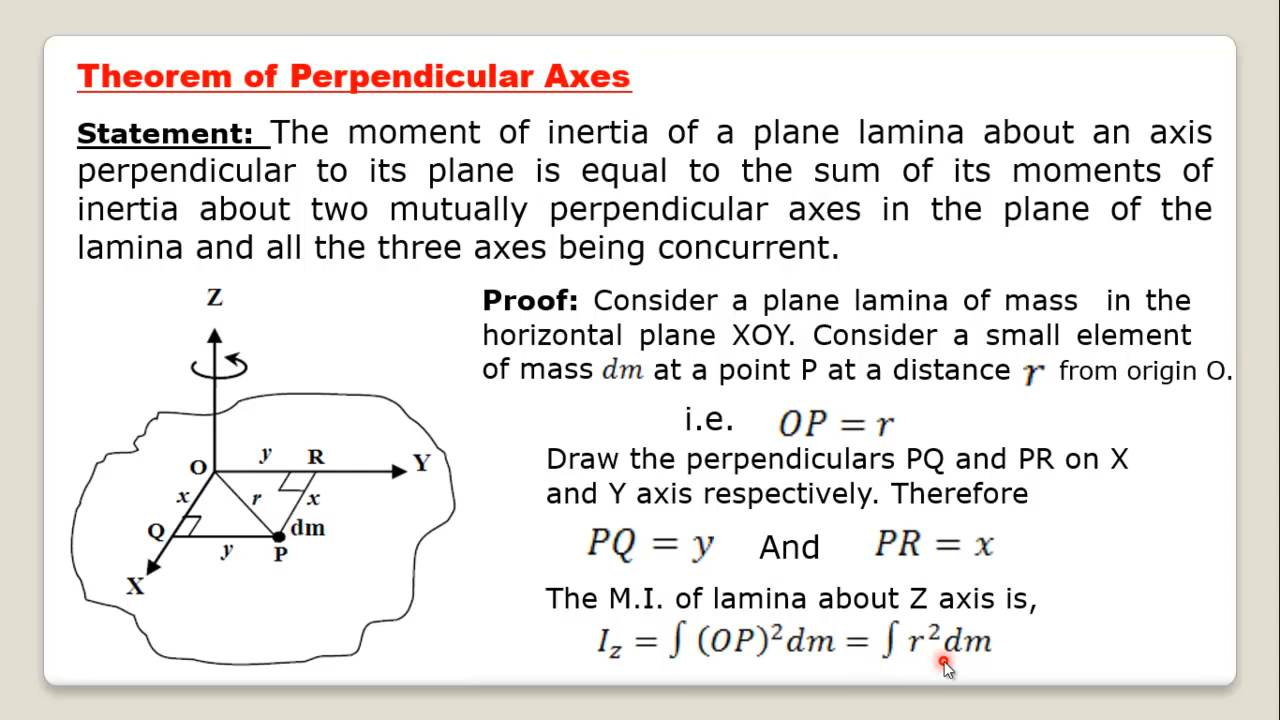 Theorem of Perpendicular Axes
Statement: The moment of inertia of a plane lamina about an axis
perpendicular to its plane is equal to the sum of its moments of
inertia about two mutually perpendicular axes in the plane of the
lamina and all the three axes being concurrent.
Z
O
y
R
Y
x
r
x
Q
dm
y
P
X
Proof: Consider a plane lamina of mass in the
horizontal plane XOY. Consider a small element
of mass dm at a point P at a distance r from origin O.
i.e. OP = r
Draw the perpendiculars PQ and PR on X
and Y axis respectively. Therefore
PQ = y And PR = x
The M.I. of lamina about Z axis is,
I_z = ∫ (OP)² dm = ∫ r² dm